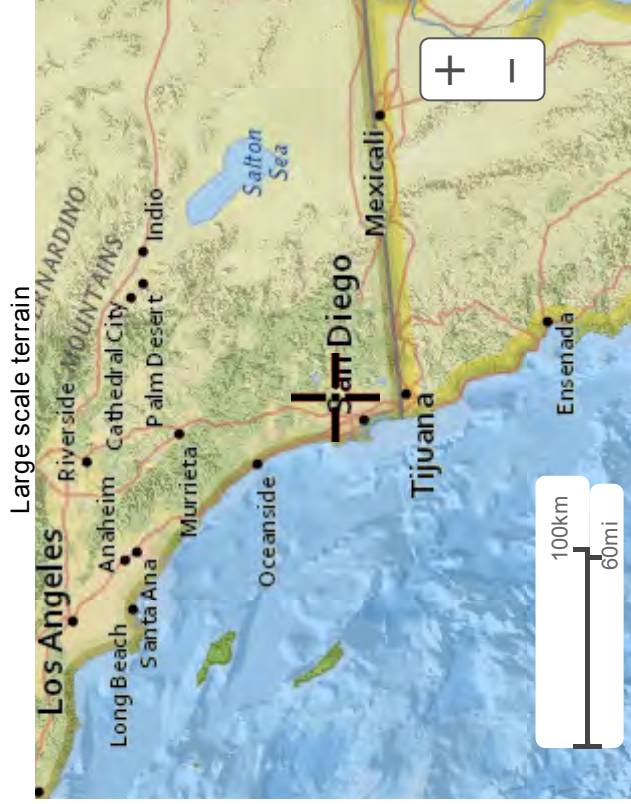 Large scale terrain
ERNARDINO
MOUNTAINS
Los Angeles
Riverside
Cathedral City
Indio
Palm Desert
Anaheim
Long Beach
Santa Ana
Murrieta
Salton
Sea
Oceanside
San Diego
Mexicali
Tijuana
Ensenada
+
−
100km
60mi